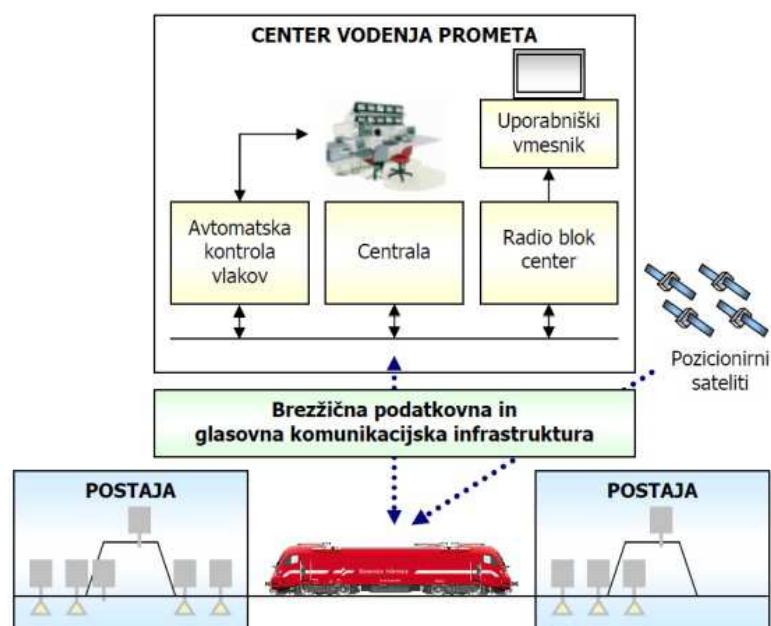 CENTER VODENJA PROMETA
Uporabniški
vmesnik
Avtomatska
kontrola
vlakov
Centrala
Radio blok
center
Pozicionirni
sateliti
Brezžična podatkovna in
glasovna komunikacijska infrastruktura
POSTAJA
POSTAJA